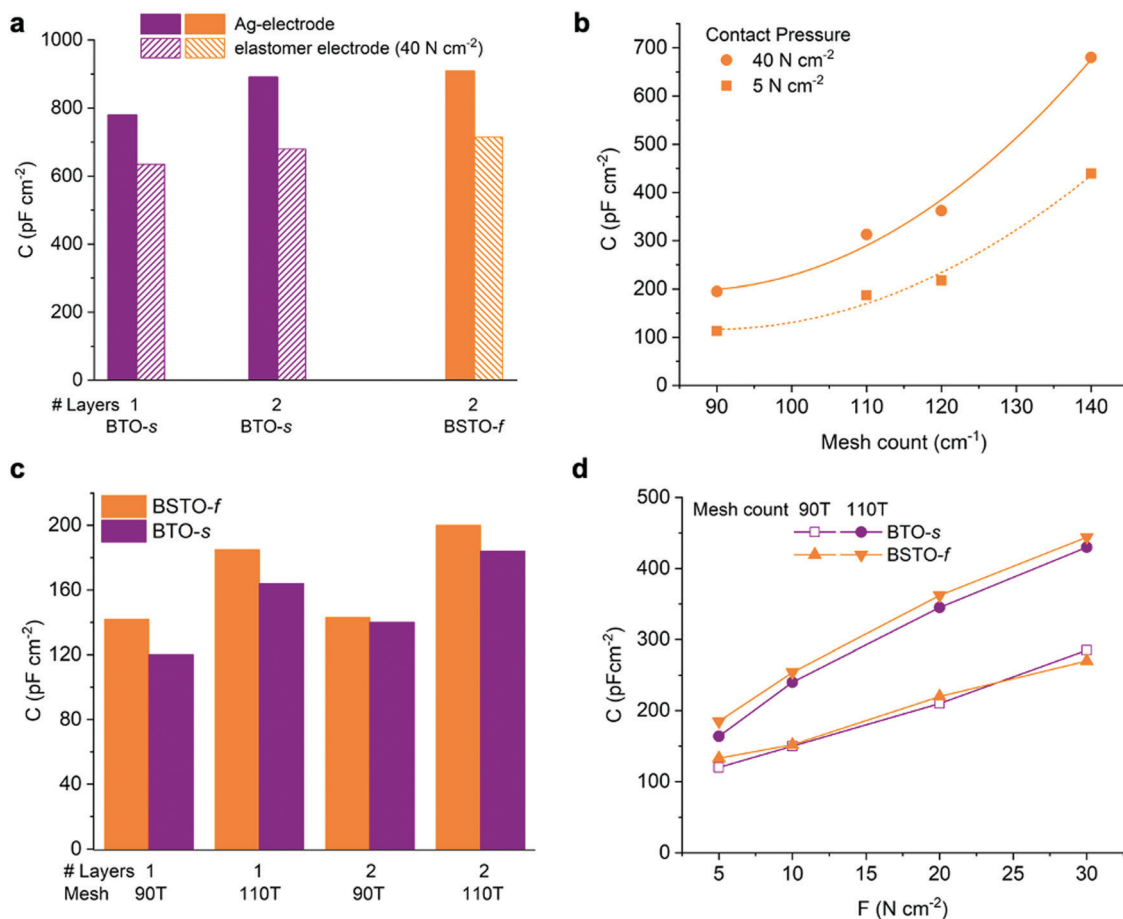 a
Ag-electrode
elastomer electrode (40 N cm⁻²)
1000
800
600
400
200
0
C (pF cm⁻²)
# Layers 1 2 2
BTO-s BTO-s BSTO-f
b
Contact Pressure
40 N cm⁻²
5 N cm⁻²
700
600
500
400
300
200
100
0
C (pF cm⁻²)
90 100 110 120 130 140
Mesh count (cm⁻¹)
c
BSTO-f
BTO-s
200
160
120
80
40
0
C (pF cm⁻²)
# Layers 1 1 2 2
Mesh 90T 110T 90T 110T
d
Mesh count 90T 110T
BTO-s
BSTO-f
500
400
300
200
100
0
C (pFcm⁻²)
5 10 15 20 25 30
F (N cm⁻²)